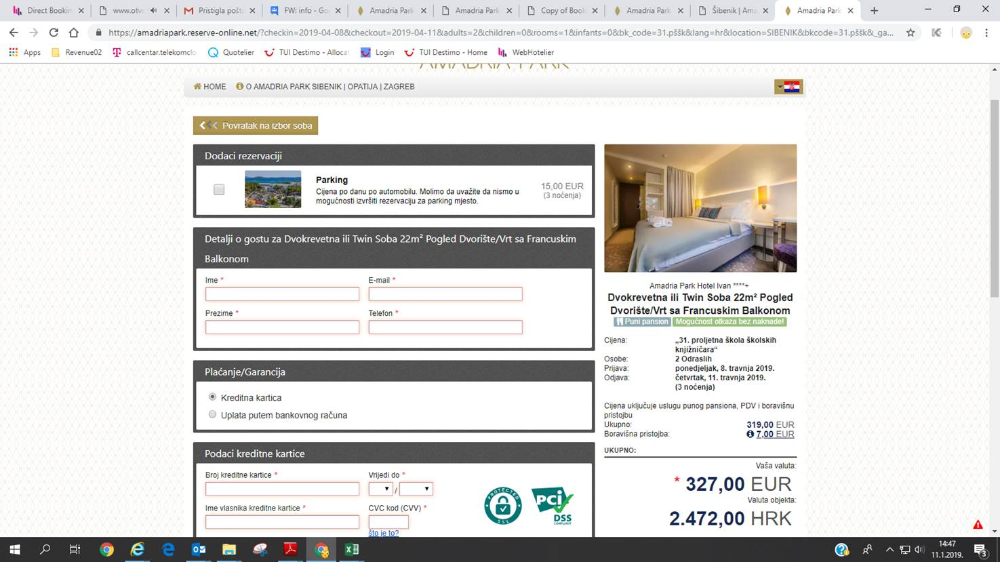 Direct Booking
www.otvo
Pristigla pošt
FW: info - Go
Amadria Park
Amadria Park
Copy of Book
Amadria Park
Šibenik | Ama
Amadria Park
https://amadriapark.reserve-online.net/?checkin=2019-04-08&checkout=2019-04-11&adults=2&children=0&rooms=1&infants=0&bk_code=31.pššk&lang=hr&location=SIBENIK&bkcode=31.pššk&_ga...
Apps
Revenue02
callcentar.telekomclo
Quotelier
TUI Destimo - Allocat
Login
TUI Destimo - Home
WebHotelier
AMADRIA PARK
HOME
O AMADRIA PARK SIBENIK | OPATIJA | ZAGREB
Povratak na izbor soba
Dodaci rezervaciji
Parking
Cijena po danu po automobilu. Molimo da uvažite da nismo u
mogućnosti izvršiti rezervaciju za parking mjesto.
15,00 EUR
(3 noćenja)
Detalji o gostu za Dvokrevetna ili Twin Soba 22m² Pogled Dvorište/Vrt sa Francuskim
Balkonom
Ime *
E-mail *
Prezime *
Telefon *
Plaćanje/Garancija
Kreditna kartica
Uplata putem bankovnog računa
Podaci kreditne kartice
Broj kreditne kartice *
Vrijedi do *
/
Ime vlasnika kreditne kartice *
CVC kod (CVV) *
što je to?
PROTECTED
SSL
PCi
DSS
COMPLIANT
Amadria Park Hotel Ivan ****+
Dvokrevetna ili Twin Soba 22m² Pogled
Dvorište/Vrt sa Francuskim Balkonom
Puni pansion
Mogućnost otkaza bez naknade!
Cijena: „31. proljetna škola školskih
knjižničara“
Osobe: 2 Odraslih
Prijava: ponedjeljak, 8. travnja 2019.
Odjava: četvrtak, 11. travnja 2019.
(3 noćenja)
Cijena uključuje uslugu punog pansiona, PDV i boravišnu
pristojbu
Ukupno: 319,00 EUR
Boravišna pristojba: 7,00 EUR
UKUPNO:
Vaša valuta:
* 327,00 EUR
Valuta objekta:
2.472,00 HRK
14:47
11.1.2019.
3